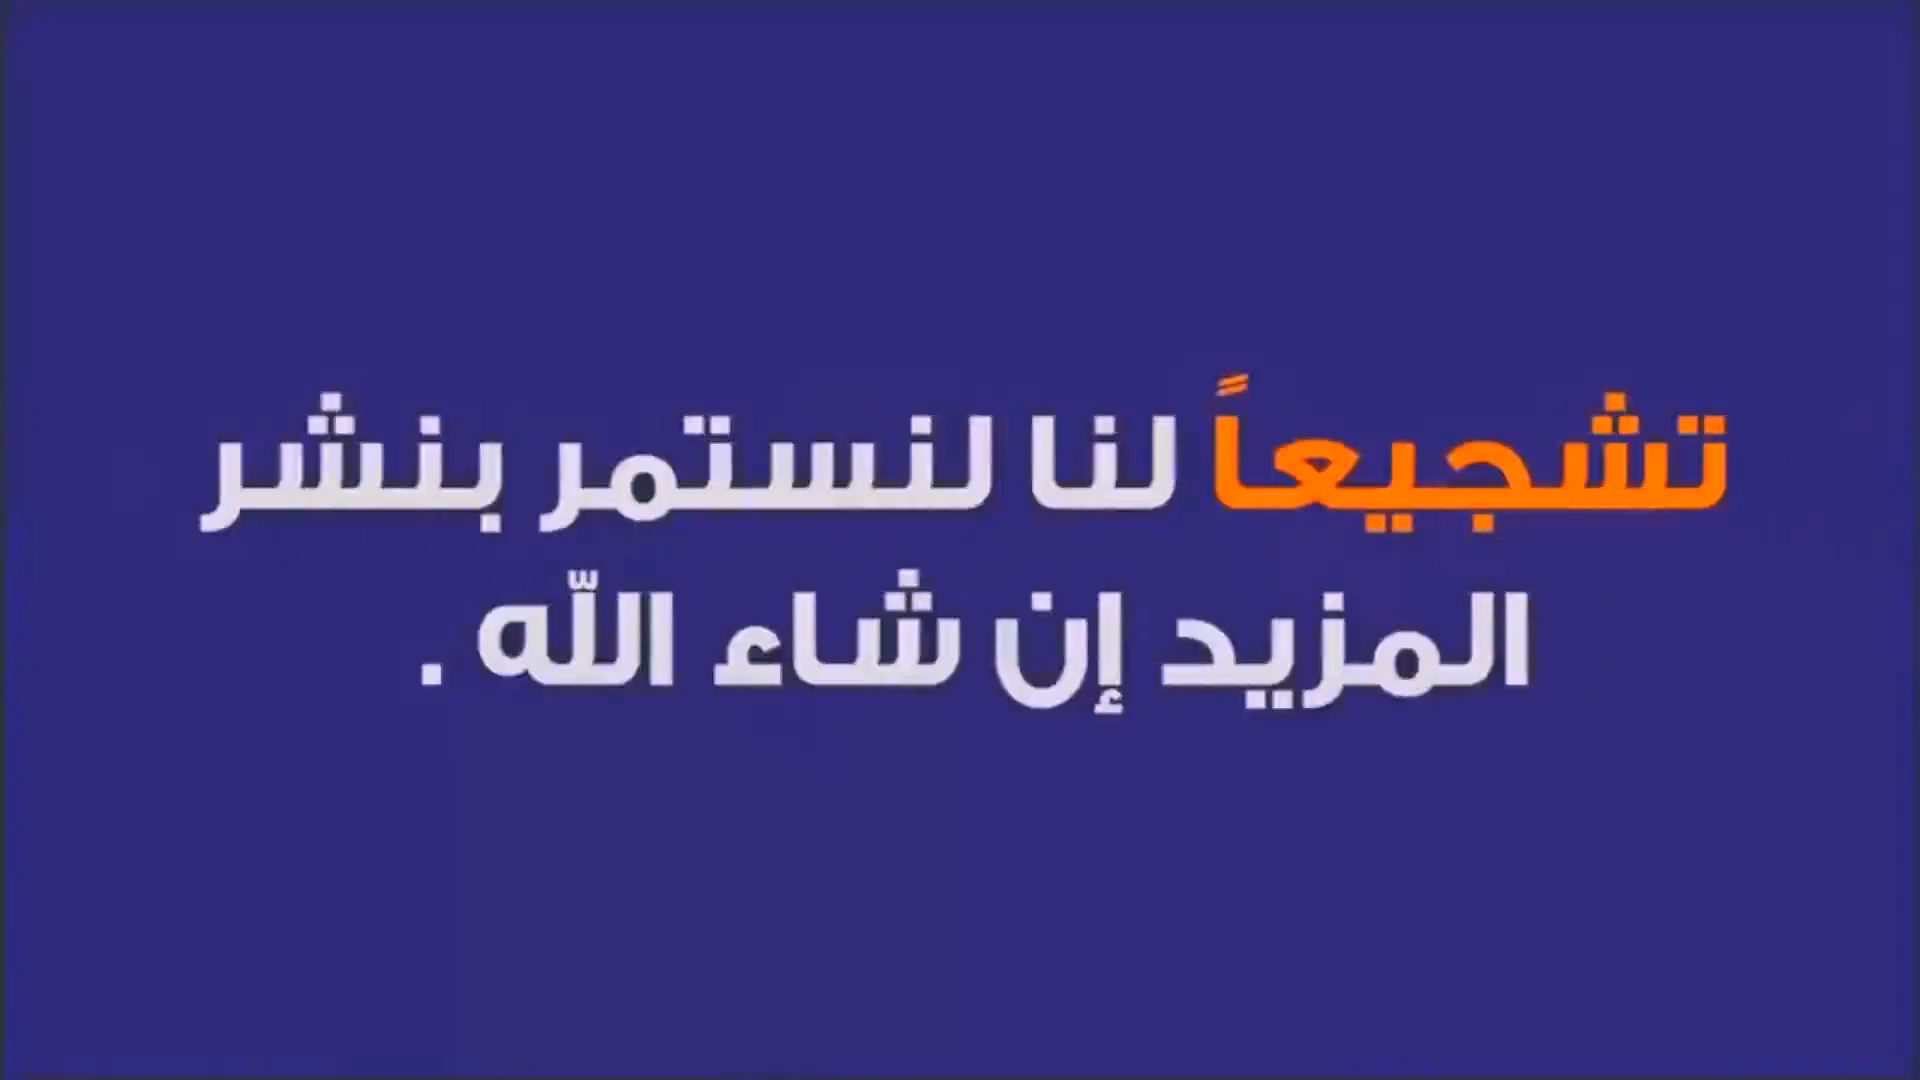 تشجيعاً لنا لنستمر بنشر
المزيد إن شاء الله .